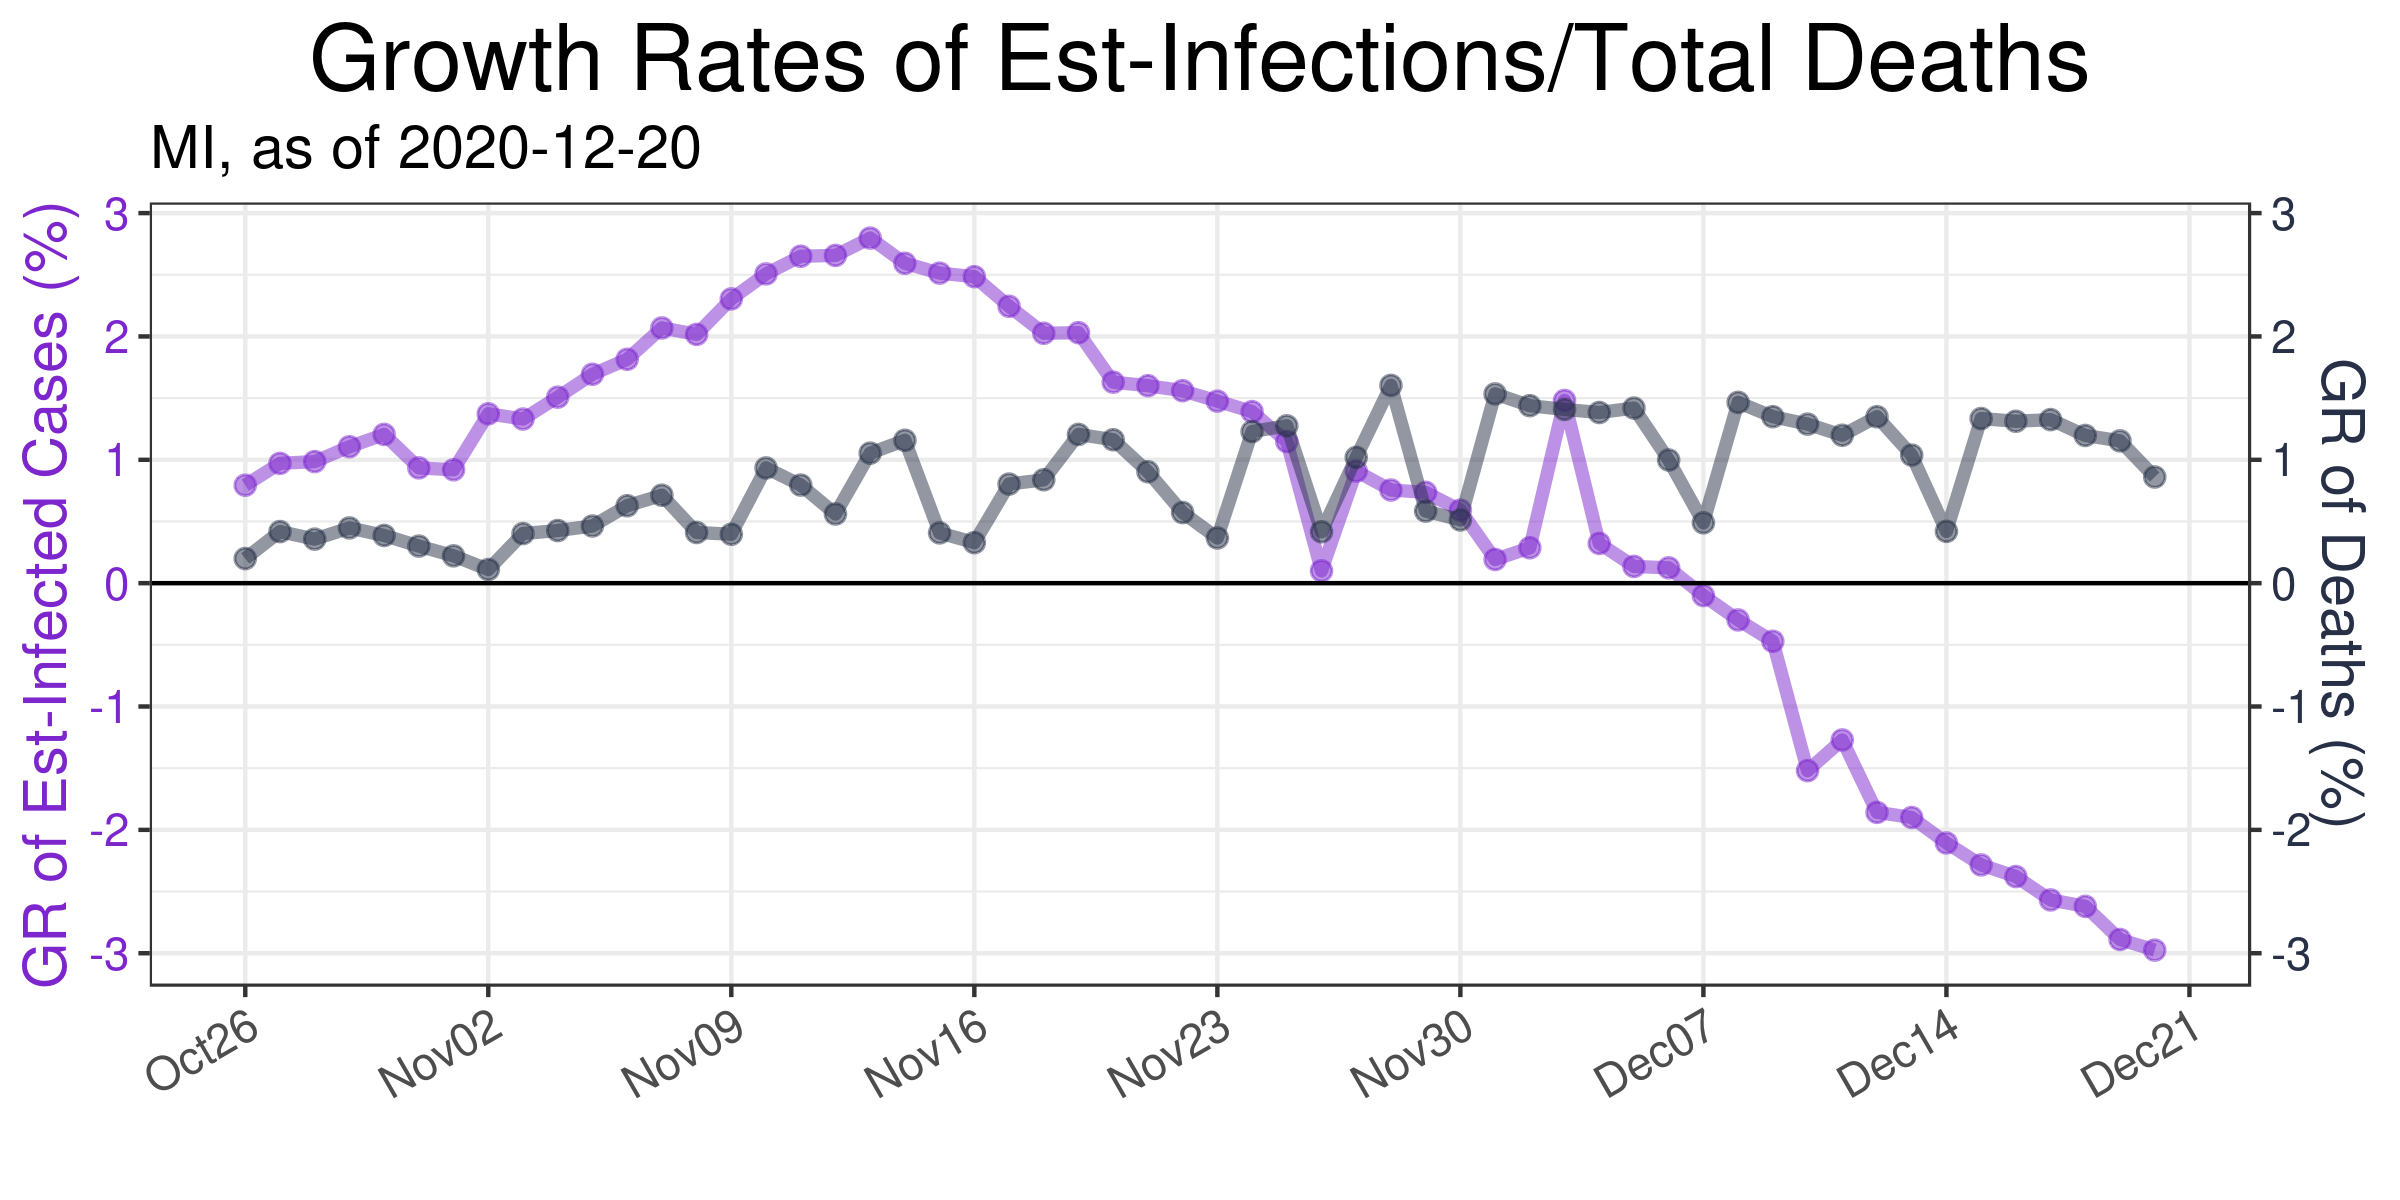 Growth Rates of Est-Infections/Total Deaths
MI, as of 2020-12-20
GR of Est-Infected Cases (%)
3
2
1
0
-1
-2
-3
3
2
1
0
-1
-2
-3
GR of Deaths (%)
Oct26
Nov02
Nov09
Nov16
Nov23
Nov30
Dec07
Dec14
Dec21